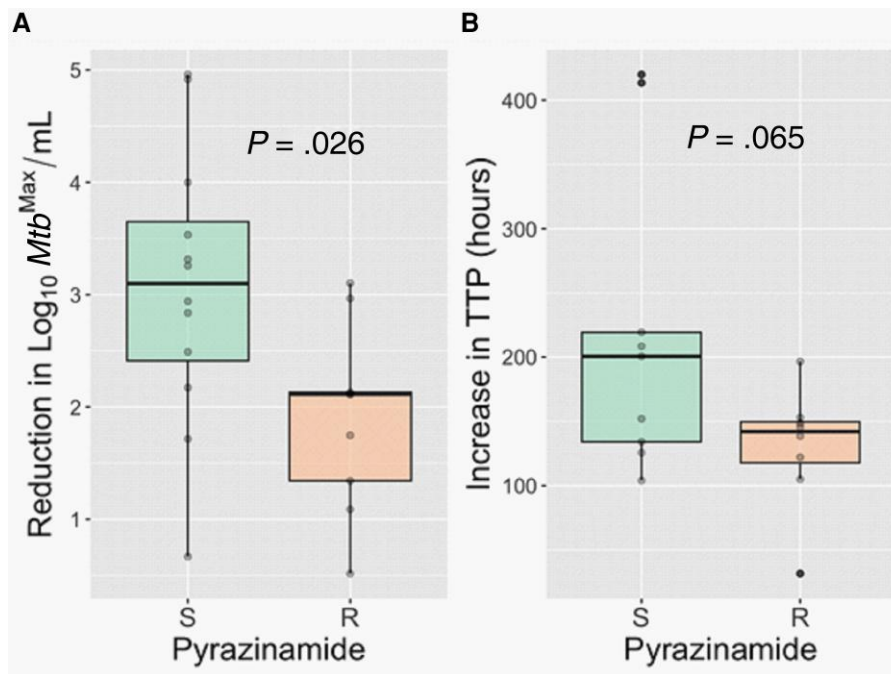 A
Reduction in Log10 MtbMax/mL
5
4
3
2
1
P = .026
S
R
Pyrazinamide
B
Increase in TTP (hours)
400
300
200
100
P = .065
S
R
Pyrazinamide